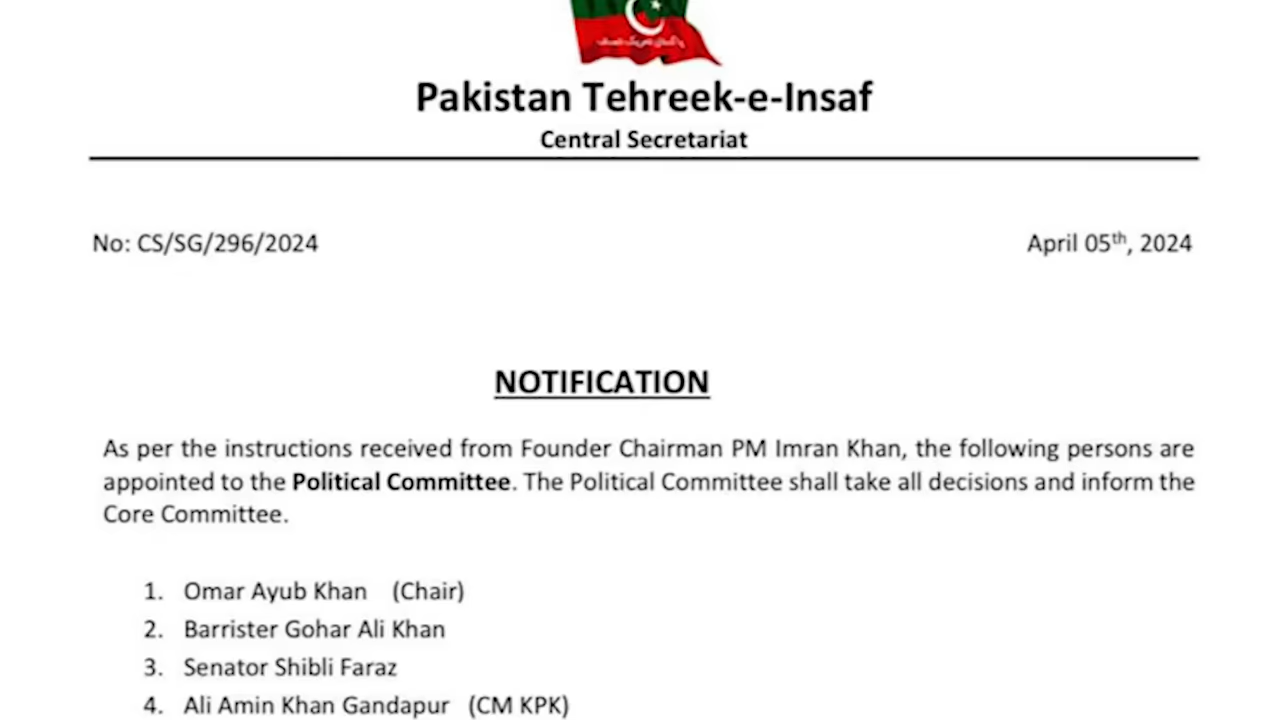 پاکستان تحریک انصاف
Pakistan Tehreek-e-Insaf
Central Secretariat
No: CS/SG/296/2024
April 05th, 2024
NOTIFICATION
As per the instructions received from Founder Chairman PM Imran Khan, the following persons are
appointed to the Political Committee. The Political Committee shall take all decisions and inform the
Core Committee.
1. Omar Ayub Khan (Chair)
2. Barrister Gohar Ali Khan
3. Senator Shibli Faraz
4. Ali Amin Khan Gandapur (CM KPK)